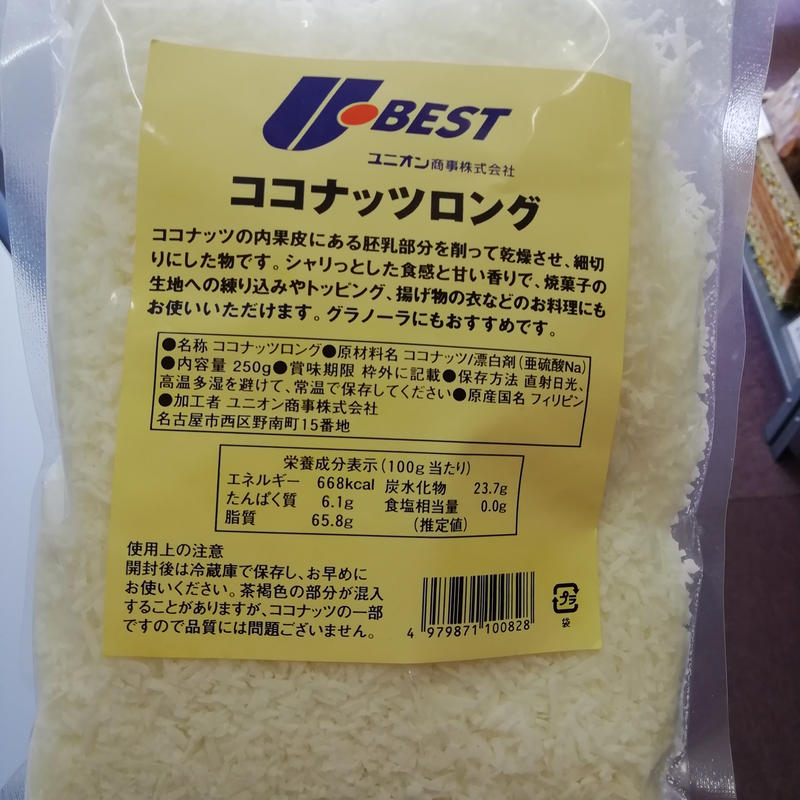 U BEST
ユニオン商事株式会社
ココナッツロング
ココナッツの内果皮にある胚乳部分を削って乾燥させ、細切
りにした物です。シャリっとした食感と甘い香りで、焼菓子の
生地への練り込みやトッピング、揚げ物の衣などのお料理にも
お使いいただけます。グラノーラにもおすすめです。
●名称 ココナッツロング●原材料名 ココナッツ/漂白剤(亜硫酸Na)
●内容量 250g●賞味期限 枠外に記載●保存方法 直射日光、
高温多湿を避けて、常温で保存してください●原産国名 フィリピン
●加工者 ユニオン商事株式会社
名古屋市西区野南町15番地
栄養成分表示(100g当たり)
エネルギー 668kcal 炭水化物 23.7g
たんぱく質 6.1g 食塩相当量 0.0g
脂質 65.8g (推定値)
使用上の注意
開封後は冷蔵庫で保存し、お早めに
お使いください。茶褐色の部分が混入
することがありますが、ココナッツの一部
ですので品質には問題ございません。
4 979871 100828
プラ
袋